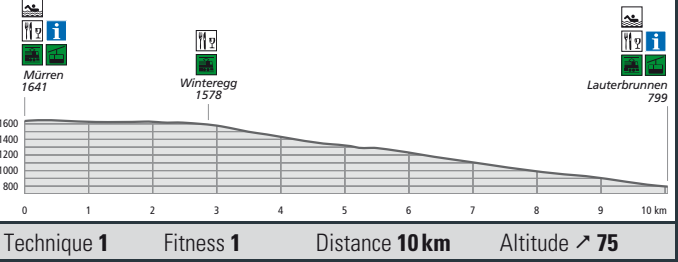 i
i
Mürren
1641
Winteregg
1578
Lauterbrunnen
799
1600
1400
1200
1000
800
0 1 2 3 4 5 6 7 8 9 10 km
Technique 1 Fitness 1 Distance 10 km Altitude ↗ 75